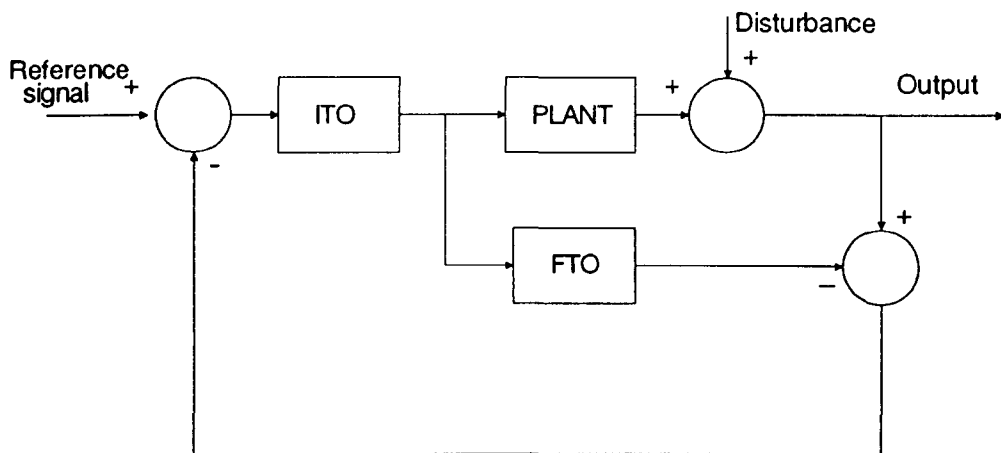 Disturbance
+
Reference
signal
+
ITO
PLANT
+
Output
-
+
FTO
–